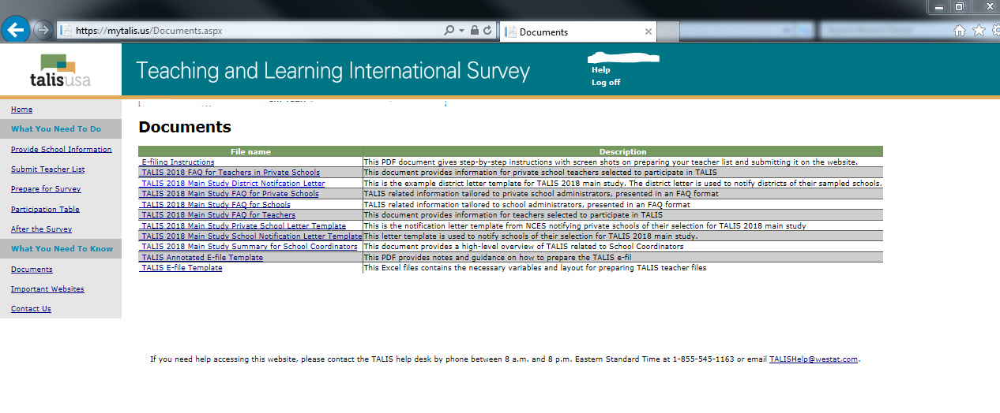 https://mytalis.us/Documents.aspx
Documents
talisusa
Teaching and Learning International Survey
Help
Log off
Home
What You Need To Do
Provide School Information
Submit Teacher List
Prepare for Survey
Participation Table
After the Survey
What You Need To Know
Documents
Important Websites
Contact Us
Documents
File name Description
E-filing Instructions This PDF document gives step-by-step instructions with screen shots on preparing your teacher list and submitting it on the website.
TALIS 2018 FAQ for Teachers in Private Schools This document provides information for private school teachers selected to participate in TALIS
TALIS 2018 Main Study District Notifcation Letter This is the example district letter template for TALIS 2018 main study. The district letter is used to notify districts of their sampled schools.
TALIS 2018 Main Study FAQ for Private Schools TALIS related information tailored to private school administrators, presented in an FAQ format
TALIS 2018 Main Study FAQ for Schools TALIS related information tailored to school administrators, presented in an FAQ format
TALIS 2018 Main Study FAQ for Teachers This document provides information for teachers selected to participate in TALIS
TALIS 2018 Main Study Private School Letter Template This is the notification letter template from NCES notifying private schools of their selection for TALIS 2018 main study
TALIS 2018 Main Study School Notification Letter Template This letter template is used to notify schools of their selection for TALIS 2018 main study.
TALIS 2018 Main Study Summary for School Coordinators This document provides a high-level overview of TALIS related to School Coordinators
TALIS Annotated E-file Template This PDF provides notes and guidance on how to prepare the TALIS e-fil
TALIS E-file Template This Excel files contains the necessary variables and layout for preparing TALIS teacher files
If you need help accessing this website, please contact the TALIS help desk by phone between 8 a.m. and 8 p.m. Eastern Standard Time at 1-855-545-1163 or email TALISHelp@westat.com.